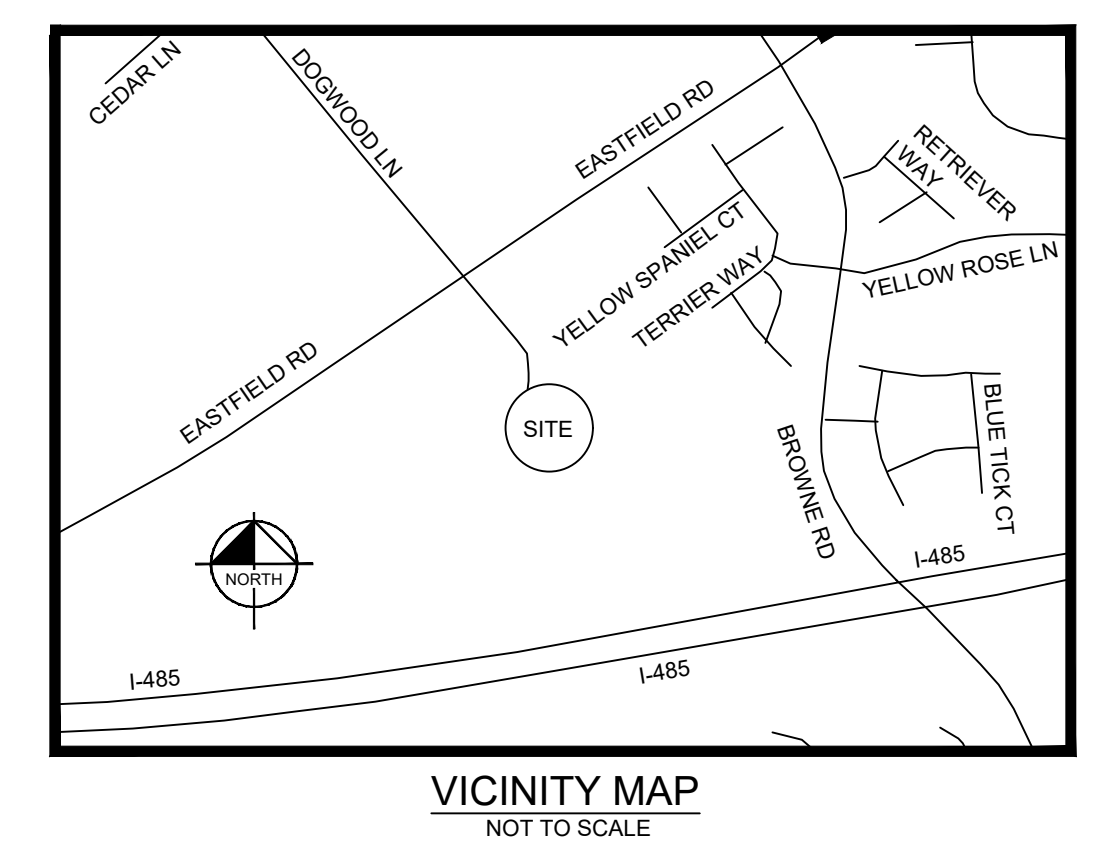 CEDAR LN
DOGWOOD LN
EASTFIELD RD
RETRIEVER
WAY
YELLOW SPANIEL CT
TERRIER WAY
YELLOW ROSE LN
EASTFIELD RD
SITE
BLUE TICK CT
BROWNE RD
NORTH
I-485
I-485
I-485
VICINITY MAP
NOT TO SCALE